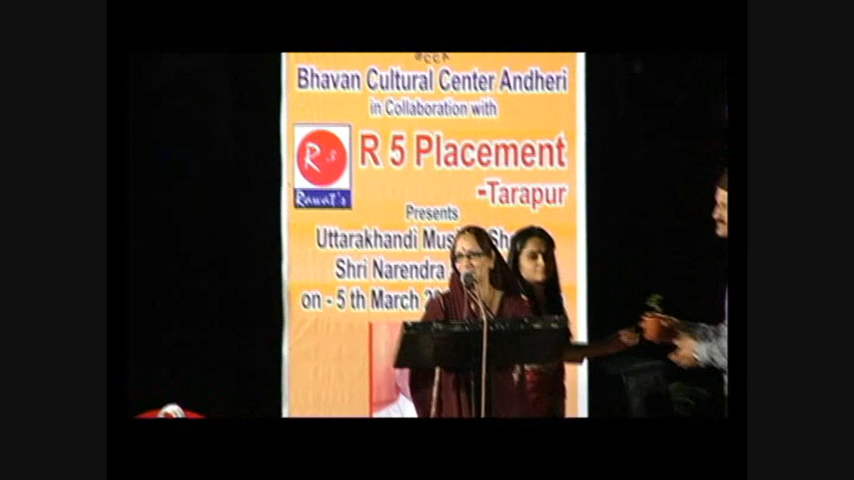 Bhavan Cultural Center Andheri
in Collaboration with
R 5 Placement
-Tarapur
R
Rawat's
Presents
Uttarakhandi
Shri Narendra
on - 5 th March